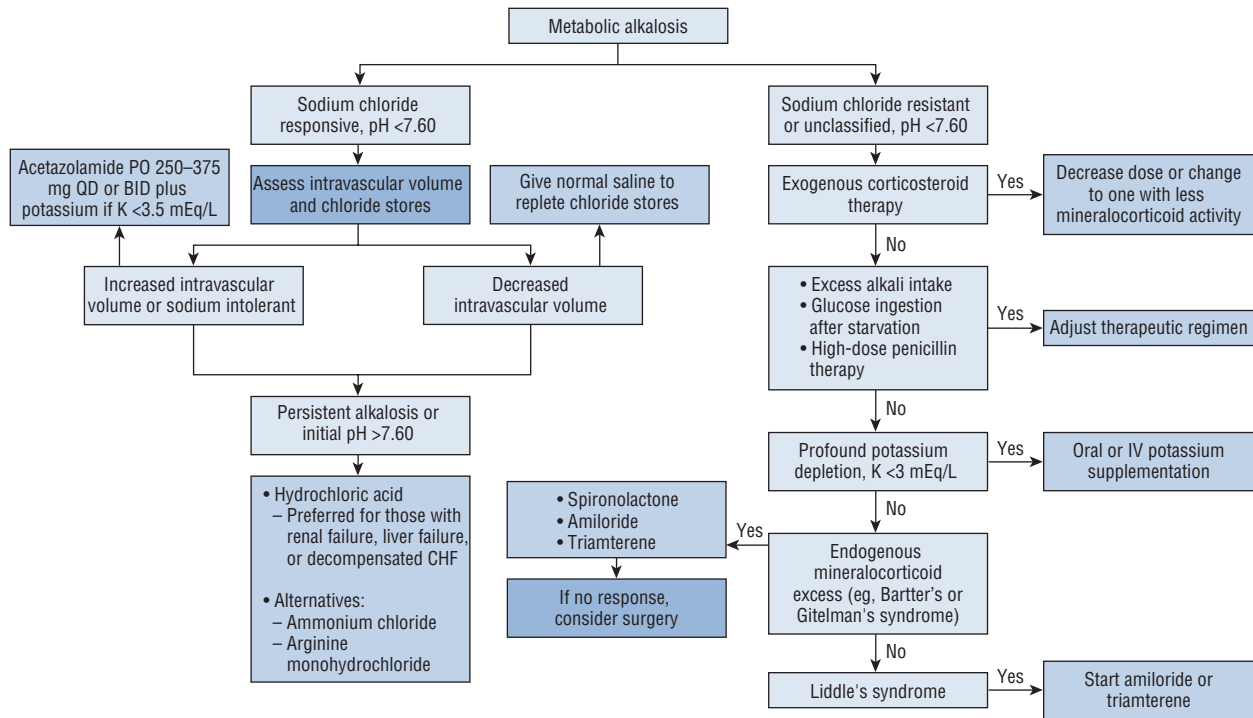 Metabolic alkalosis
Sodium chloride
responsive, pH <7.60
Sodium chloride resistant
or unclassified, pH <7.60
Acetazolamide PO 250–375
mg QD or BID plus
potassium if K <3.5 mEq/L
Assess intravascular volume
and chloride stores
Give normal saline to
replete chloride stores
Exogenous corticosteroid
therapy
Yes
Decrease dose or change
to one with less
mineralocorticoid activity
No
Increased intravascular
volume or sodium intolerant
Decreased
intravascular volume
• Excess alkali intake
• Glucose ingestion
after starvation
• High-dose penicillin
therapy
Yes
Adjust therapeutic regimen
No
Persistent alkalosis or
initial pH >7.60
Profound potassium
depletion, K <3 mEq/L
Yes
Oral or IV potassium
supplementation
No
• Hydrochloric acid
– Preferred for those with
renal failure, liver failure,
or decompensated CHF
• Alternatives:
– Ammonium chloride
– Arginine
monohydrochloride
• Spironolactone
• Amiloride
• Triamterene
Yes
Endogenous
mineralocorticoid
excess (eg, Bartter's or
Gitelman's syndrome)
If no response,
consider surgery
No
Liddle's syndrome
Yes
Start amiloride or
triamterene